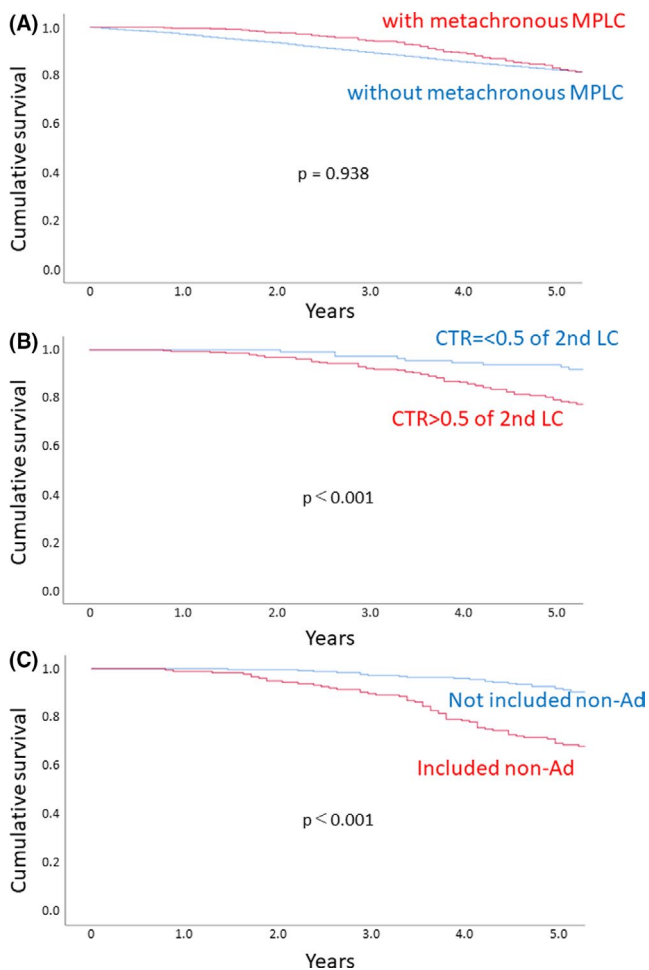 (A)
1.0
0.8
0.6
0.4
0.2
0.0
Cumulative survival
with metachronous MPLC
without metachronous MPLC
p = 0.938
0 1.0 2.0 3.0 4.0 5.0
Years
(B)
1.0
0.8
0.6
0.4
0.2
0.0
Cumulative survival
CTR=<0.5 of 2nd LC
CTR>0.5 of 2nd LC
p < 0.001
0 1.0 2.0 3.0 4.0 5.0
Years
(C)
1.0
0.8
0.6
0.4
0.2
0.0
Cumulative survival
Not included non-Ad
Included non-Ad
p < 0.001
0 1.0 2.0 3.0 4.0 5.0
Years